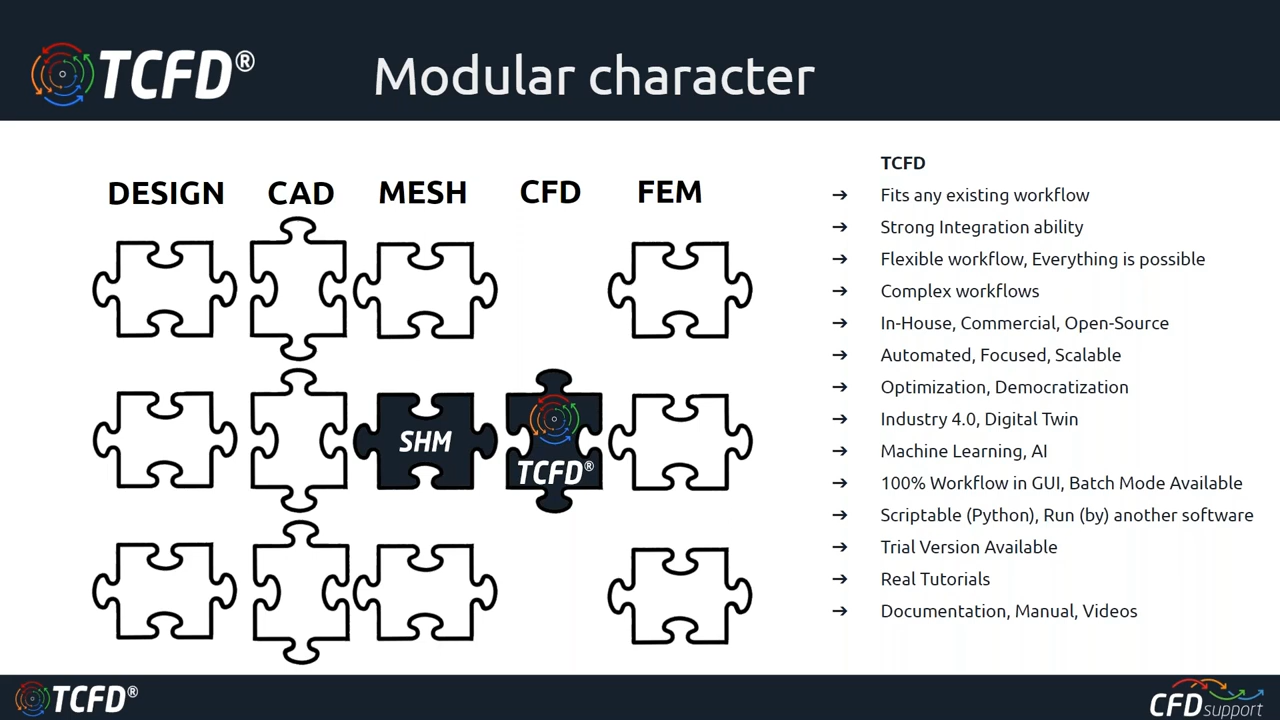 TCFD®
Modular character
DESIGN CAD MESH CFD FEM
SHM
TCFD®
TCFD
➔ Fits any existing workflow
➔ Strong Integration ability
➔ Flexible workflow, Everything is possible
➔ Complex workflows
➔ In-House, Commercial, Open-Source
➔ Automated, Focused, Scalable
➔ Optimization, Democratization
➔ Industry 4.0, Digital Twin
➔ Machine Learning, AI
➔ 100% Workflow in GUI, Batch Mode Available
➔ Scriptable (Python), Run (by) another software
➔ Trial Version Available
➔ Real Tutorials
➔ Documentation, Manual, Videos
TCFD®
CFD support